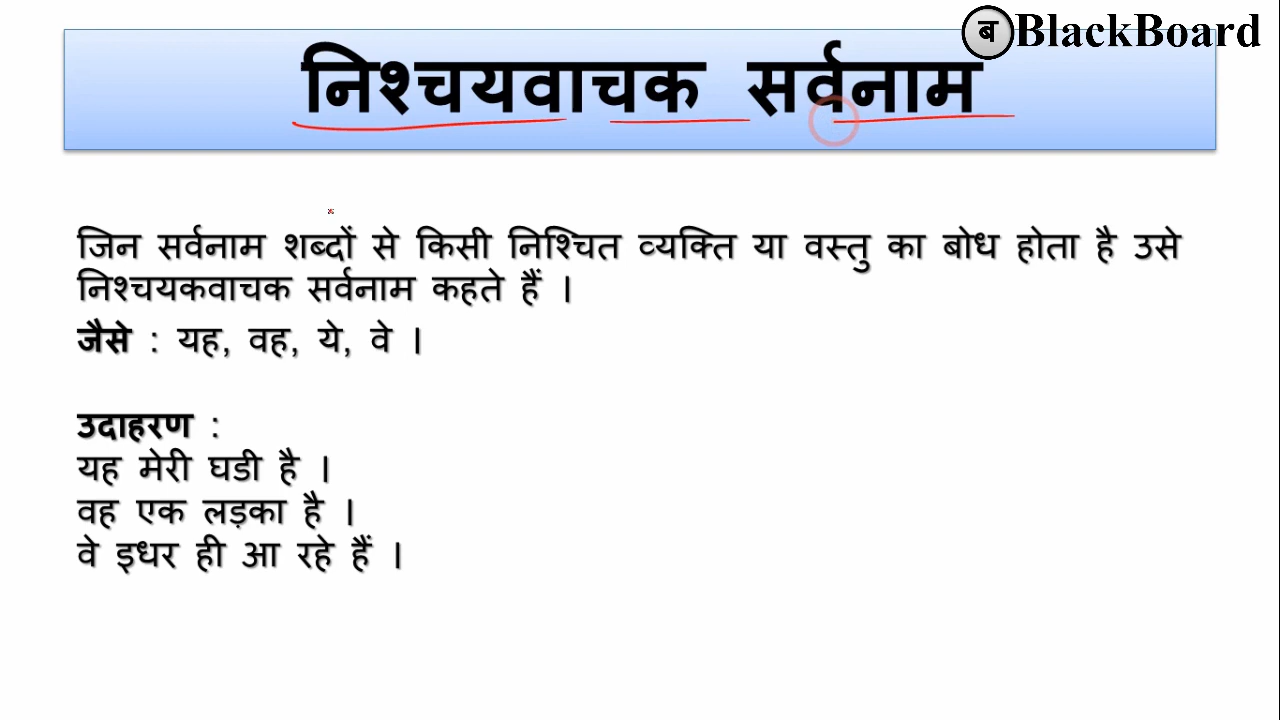 ब BlackBoard
निश्चयवाचक सर्वनाम
जिन सर्वनाम शब्दों से किसी निश्चित व्यक्ति या वस्तु का बोध होता है उसे
निश्चयकवाचक सर्वनाम कहते हैं ।
जैसे : यह, वह, ये, वे ।
उदाहरण :
यह मेरी घडी है ।
वह एक लड़का है ।
वे इधर ही आ रहे हैं ।